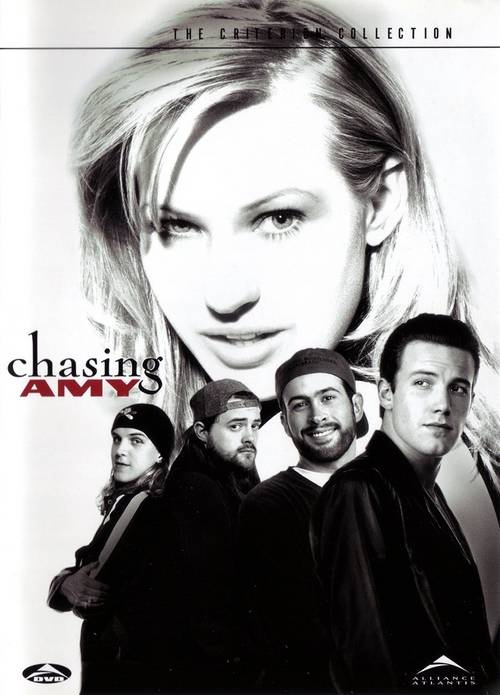 THE CRITERION COLLECTION
chasing
AMY
DVD
ALLIANCE
ATLANTIS